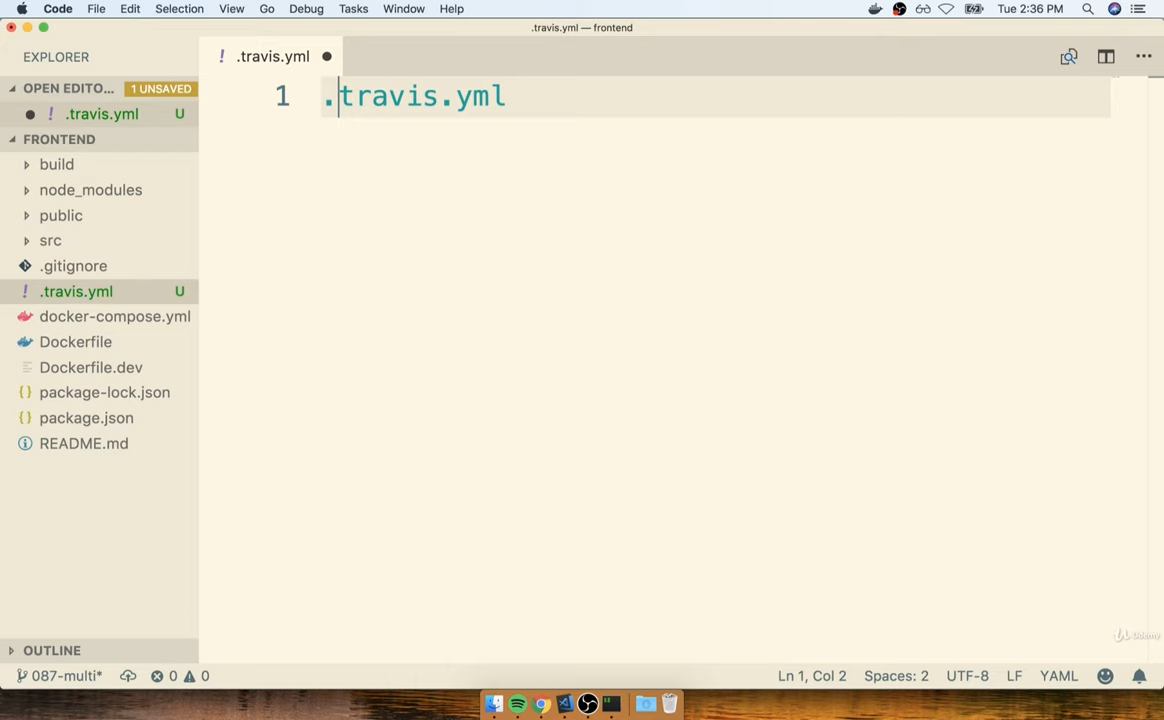 Code File Edit Selection View Go Debug Tasks Window Help Tue 2:36 PM
.travis.yml — frontend
EXPLORER
! .travis.yml
OPEN EDITO... 1 UNSAVED
! .travis.yml U
1 .travis.yml
FRONTEND
build
node_modules
public
src
.gitignore
! .travis.yml U
docker-compose.yml
Dockerfile
Dockerfile.dev
package-lock.json
package.json
README.md
Udemy
OUTLINE
087-multi* 0 0 Ln 1, Col 2 Spaces: 2 UTF-8 LF YAML